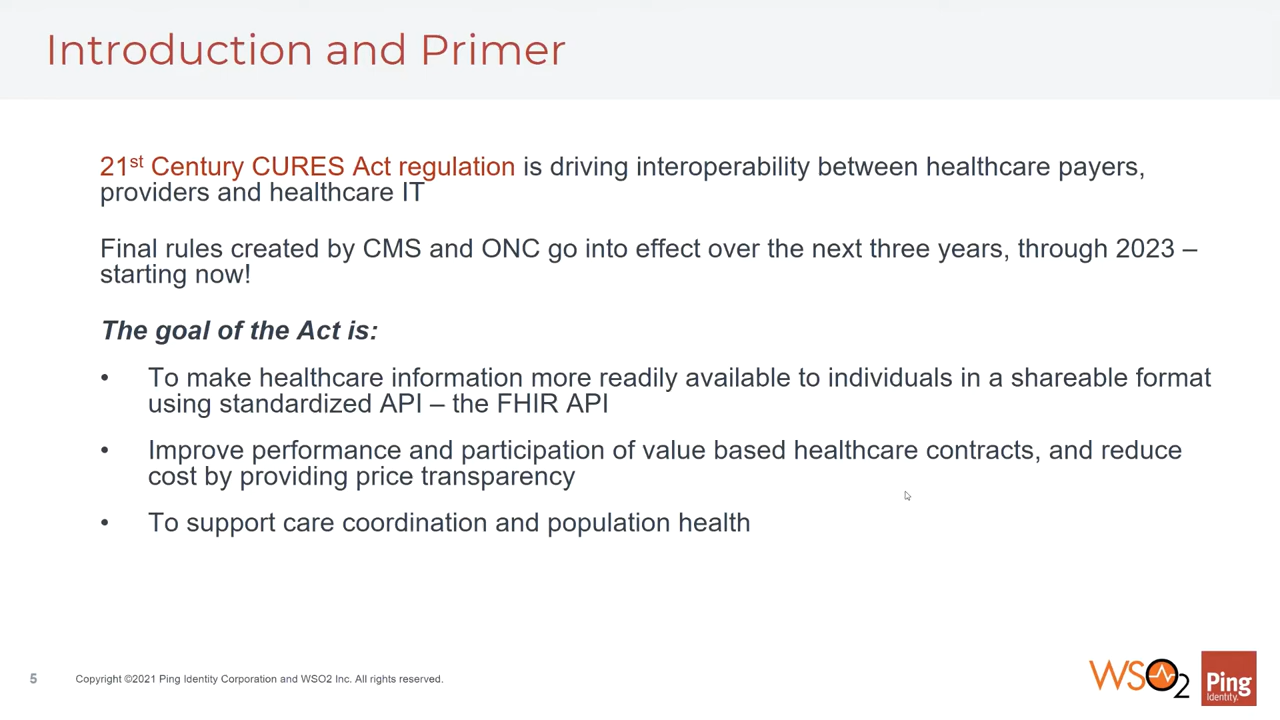 Introduction and Primer
21st Century CURES Act regulation is driving interoperability between healthcare payers,
providers and healthcare IT
Final rules created by CMS and ONC go into effect over the next three years, through 2023 –
starting now!
The goal of the Act is:
• To make healthcare information more readily available to individuals in a shareable format
using standardized API – the FHIR API
• Improve performance and participation of value based healthcare contracts, and reduce
cost by providing price transparency
• To support care coordination and population health
5 Copyright ©2021 Ping Identity Corporation and WSO2 Inc. All rights reserved.
WSO2
Ping
Identity.